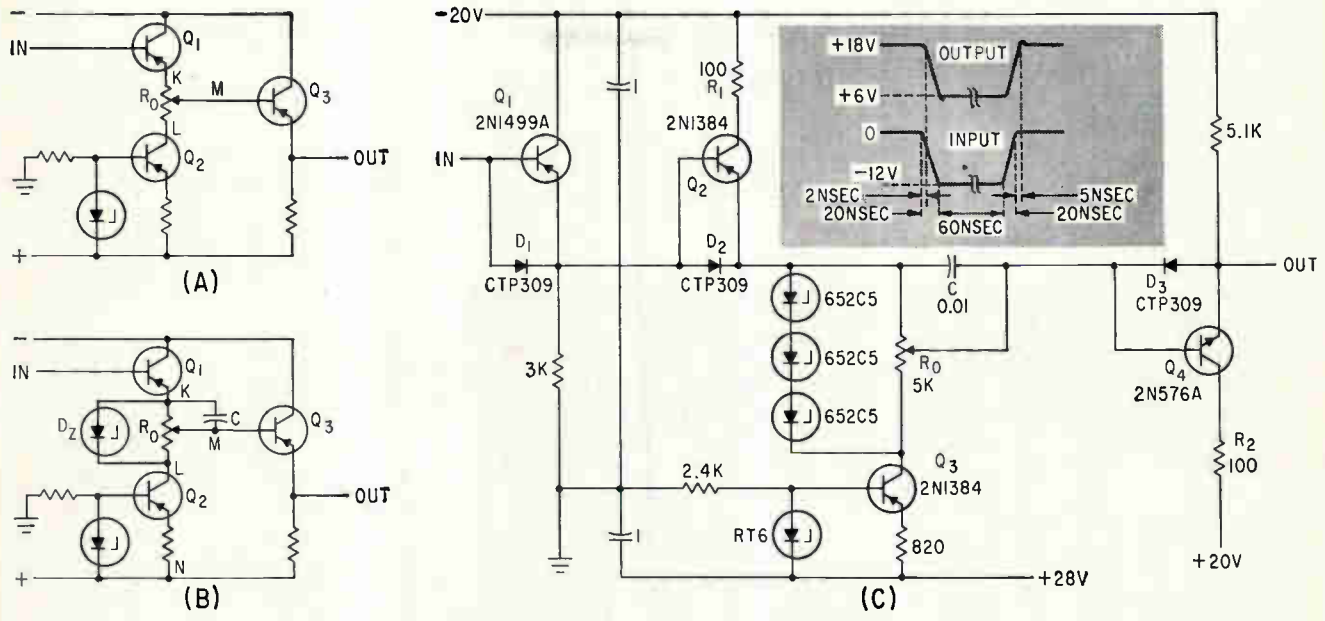 −
IN
Q1
K
R0
M
Q3
L
Q2
OUT
+
(A)
−
IN
Q1
K
DZ
R0
C
M
Q3
L
Q2
OUT
N
+
(B)
−20V
100
R1
Q1
2N1499A
1
2N1384
IN
Q2
+18V
OUTPUT
+6V
0
INPUT
−12V
2NSEC
5NSEC
20NSEC
60NSEC
20NSEC
5.1K
D1
CTP309
D2
CTP309
C
0.01
D3
CTP309
OUT
652C5
652C5
652C5
3K
R0
5K
Q4
2N576A
2.4K
Q3
2N1384
R2
100
1
RT6
820
+28V
+20V
(C)